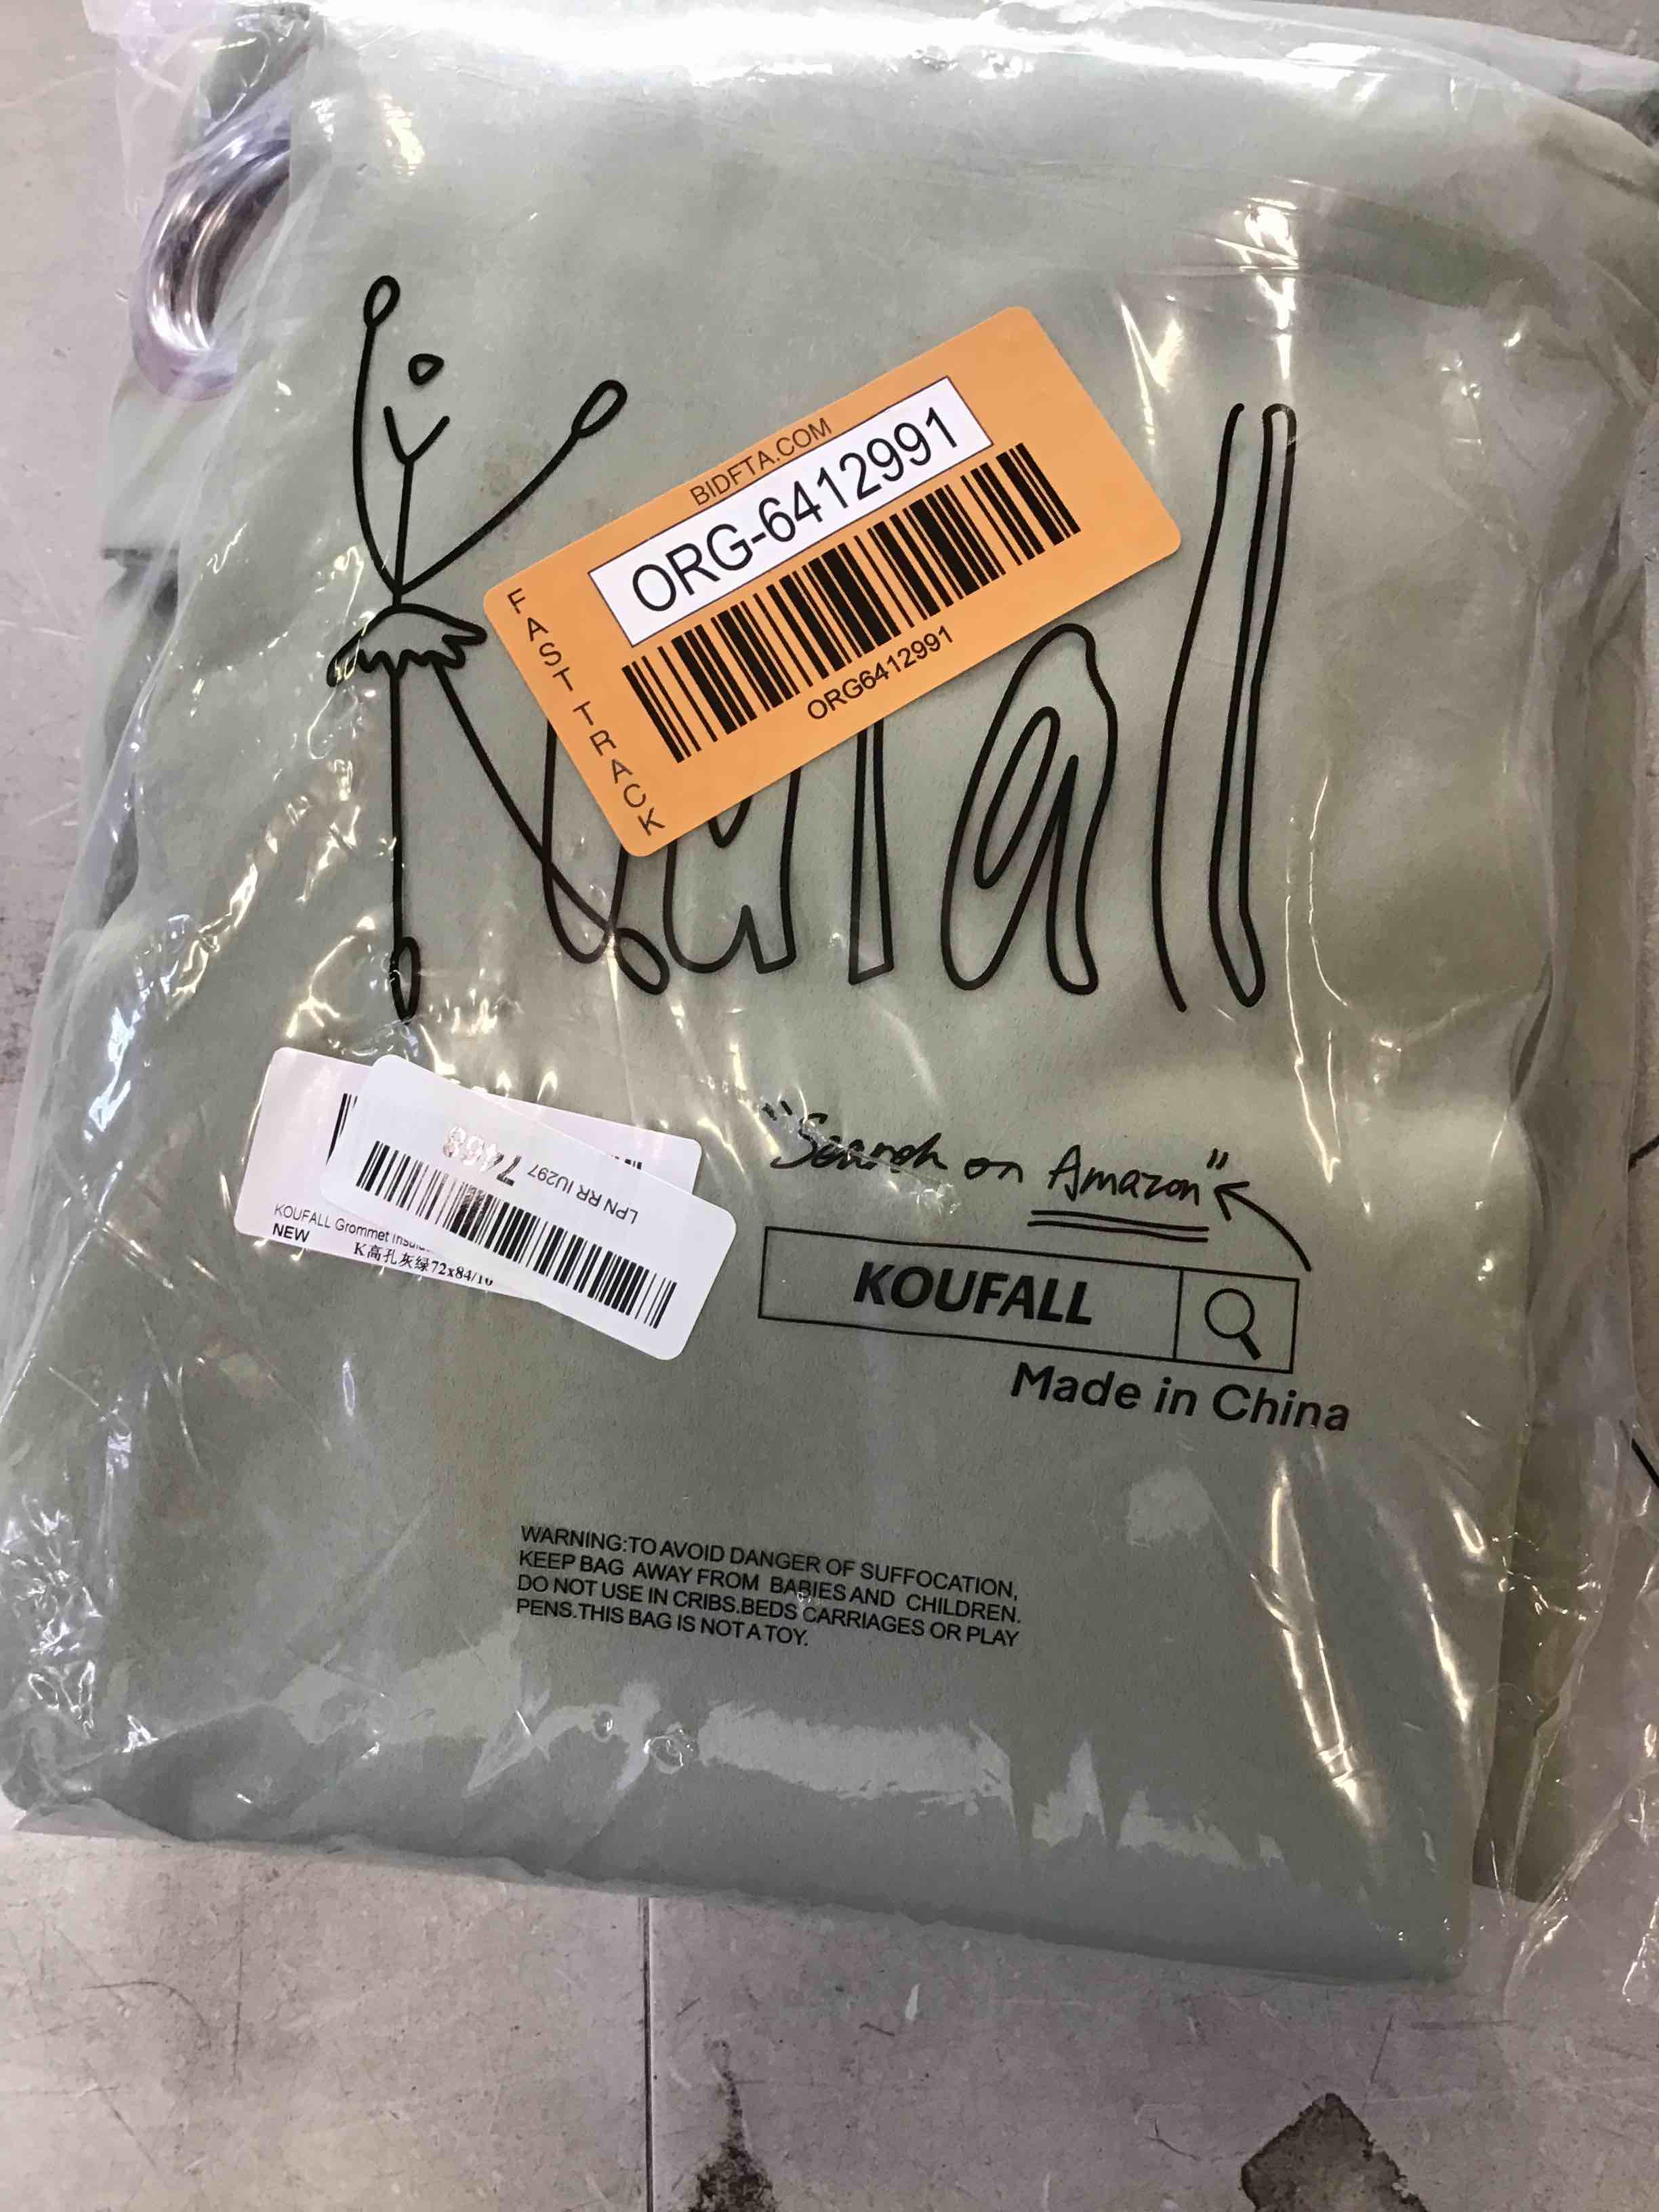 BIDFTA.COM
ORG-6412991
ORG6412991
FAST TRACK
LPN RR IU297
KOUFALL Grommet
NEW
K高孔灰绿72x84/10
"Search on Amazon"
KOUFALL
Made in China
WARNING:TO AVOID DANGER OF SUFFOCATION,
KEEP BAG AWAY FROM BABIES AND CHILDREN.
DO NOT USE IN CRIBS.BEDS CARRIAGES OR PLAY
PENS.THIS BAG IS NOT A TOY.